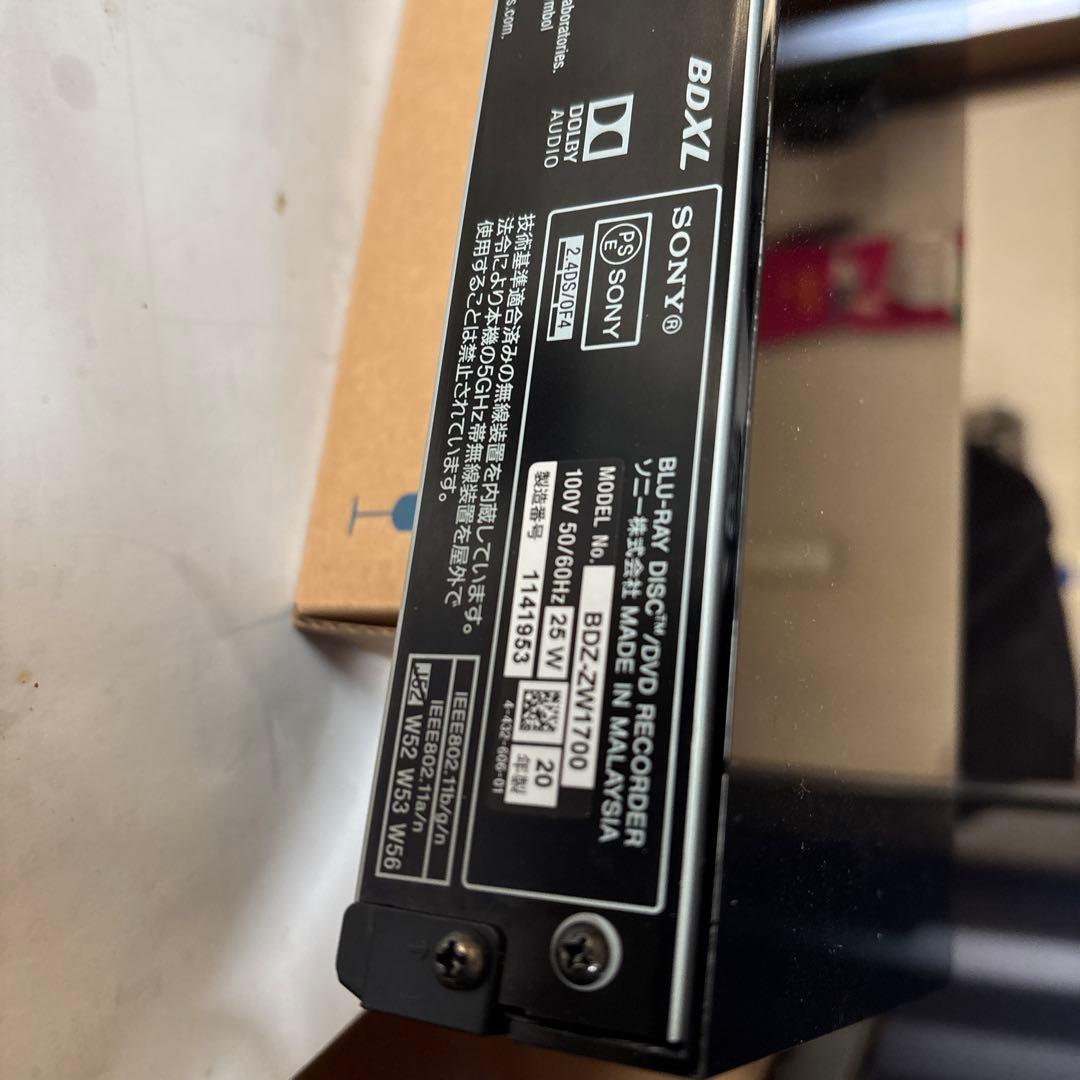 BDXL
DOLBY
AUDIO
aboratories.
mbol
s.com.
SONY®
PS
E
SONY
2.4DS/OF4
BLU-RAY DISC™/DVD RECORDER
ソニー株式会社 MADE IN MALAYSIA
MODEL No. BDZ-ZW1700
100V 50/60Hz 25 W
製造番号 1141953
20
年製
4-432-606-01
技術基準適合済みの無線装置を内蔵しています。
法令により本機の5GHz帯無線装置を屋外で
使用することは禁止されています。
IEEE802.11b/g/n
IEEE802.11a/n
J52 W52 W53 W56